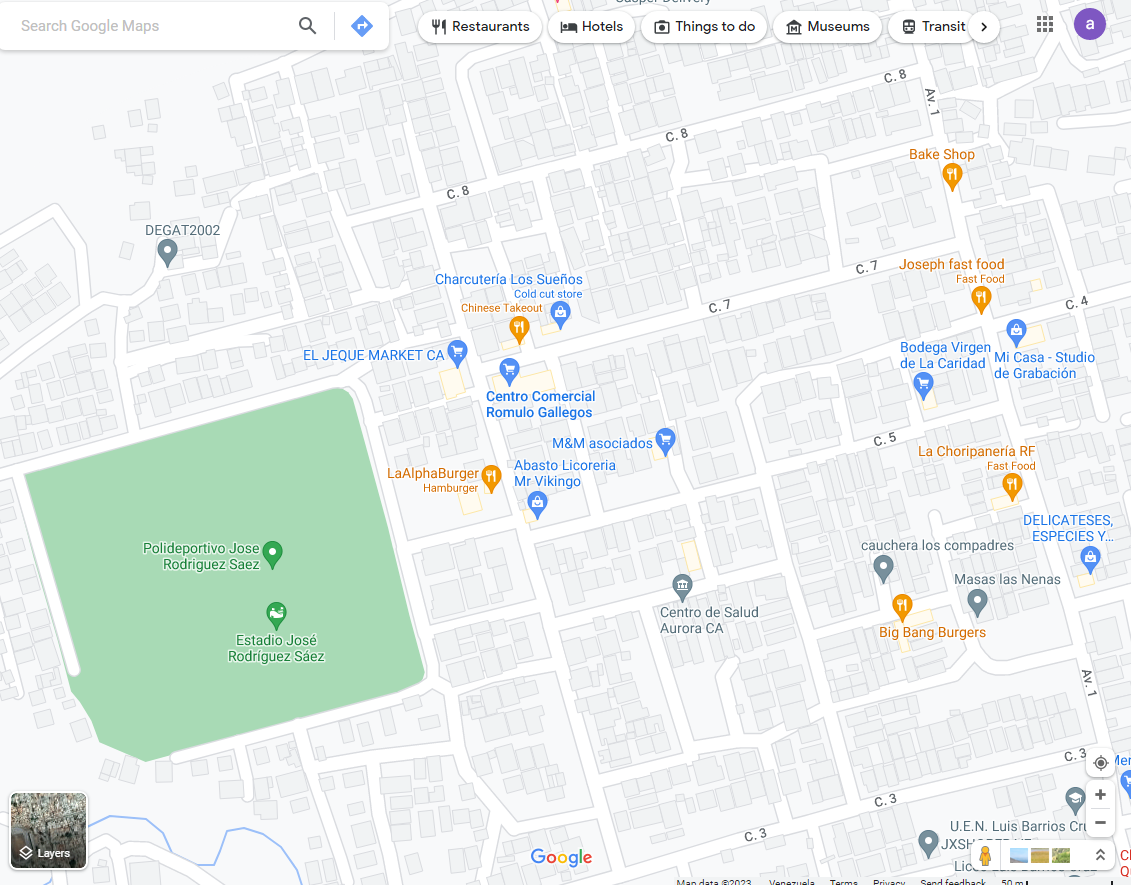 Search Google Maps
Restaurants
Hotels
Things to do
Museums
Transit
a
C. 8
Av. 1
C. 8
Bake Shop
C. 8
DEGAT2002
C. 7
Joseph fast food
Fast Food
Charcutería Los Sueños
Cold cut store
Chinese Takeout
C. 7
C. 4
EL JEQUE MARKET CA
Bodega Virgen
de La Caridad
Mi Casa - Studio
de Grabación
Centro Comercial
Romulo Gallegos
M&M asociados
C. 5
La Choripanería RF
Fast Food
LaAlphaBurger
Hamburger
Abasto Licoreria
Mr Vikingo
DELICATESES,
ESPECIES Y...
Polideportivo Jose
Rodriguez Saez
cauchera los compadres
Masas las Nenas
Centro de Salud
Aurora CA
Big Bang Burgers
Estadio José
Rodríguez Sáez
Av. 1
C. 3
C. 3
C. 3
U.E.N. Luis Barrios Cru
Layers
Google
Map data ©2023
Venezuela
Terms
Privacy
Send feedback
50 m